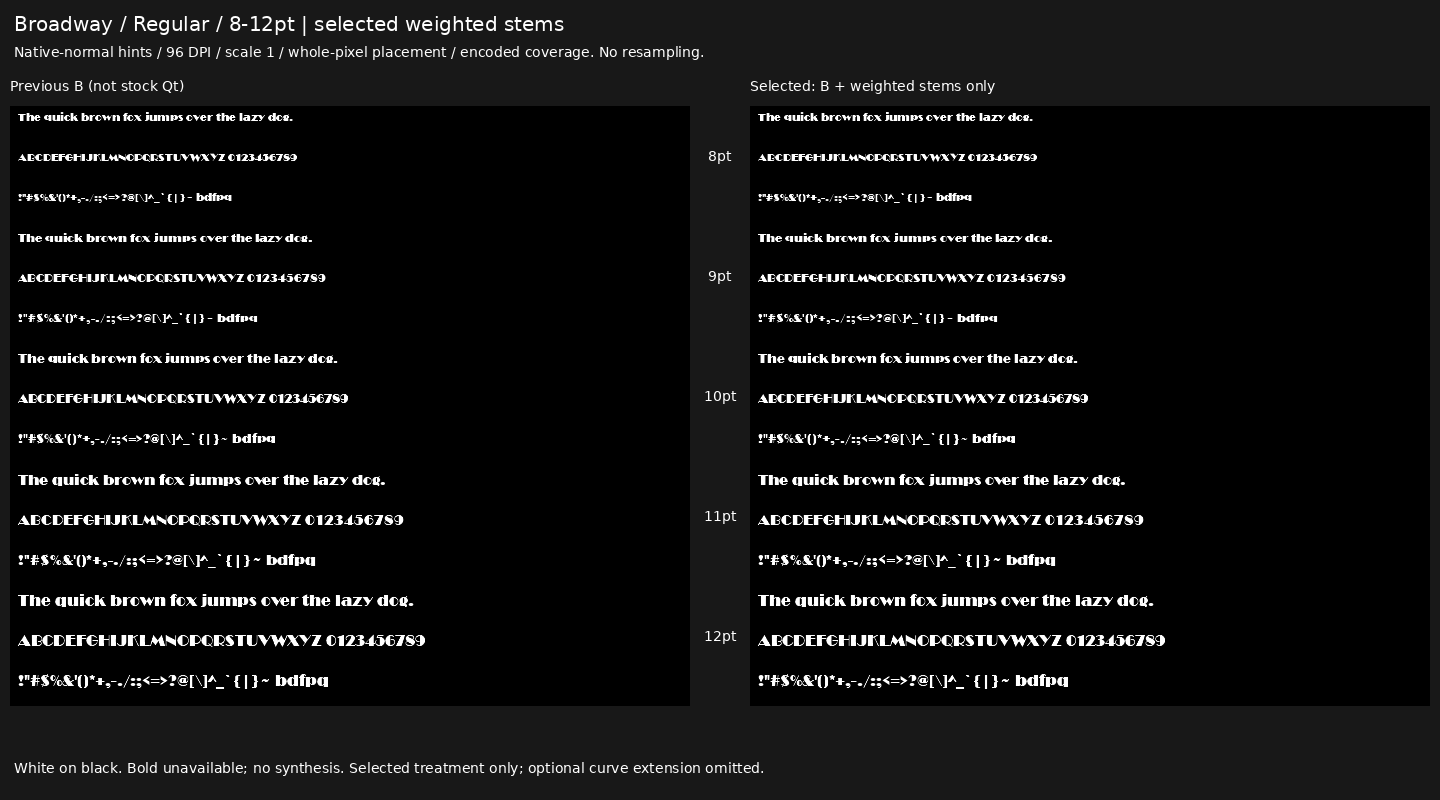 Broadway / Regular / 8-12pt | selected weighted stems
Native-normal hints / 96 DPI / scale 1 / whole-pixel placement / encoded coverage. No resampling.
Previous B (not stock Qt)
Selected: B + weighted stems only
The quick brown fox jumps over the lazy dog.
The quick brown fox jumps over the lazy dog.
ABCDEFGHIJKLMNOPQRSTUVWXYZ 0123456789
8pt
ABCDEFGHIJKLMNOPQRSTUVWXYZ 0123456789
!"#$%&'()*+,-./:;<=>?@[\]^_`{|}~ bdfpq
!"#$%&'()*+,-./:;<=>?@[\]^_`{|}~ bdfpq
The quick brown fox jumps over the lazy dog.
The quick brown fox jumps over the lazy dog.
ABCDEFGHIJKLMNOPQRSTUVWXYZ 0123456789
9pt
ABCDEFGHIJKLMNOPQRSTUVWXYZ 0123456789
!"#$%&'()*+,-./:;<=>?@[\]^_`{|}~ bdfpq
!"#$%&'()*+,-./:;<=>?@[\]^_`{|}~ bdfpq
The quick brown fox jumps over the lazy dog.
The quick brown fox jumps over the lazy dog.
ABCDEFGHIJKLMNOPQRSTUVWXYZ 0123456789
10pt
ABCDEFGHIJKLMNOPQRSTUVWXYZ 0123456789
!"#$%&'()*+,-./:;<=>?@[\]^_`{|}~ bdfpq
!"#$%&'()*+,-./:;<=>?@[\]^_`{|}~ bdfpq
The quick brown fox jumps over the lazy dog.
The quick brown fox jumps over the lazy dog.
ABCDEFGHIJKLMNOPQRSTUVWXYZ 0123456789
11pt
ABCDEFGHIJKLMNOPQRSTUVWXYZ 0123456789
!"#$%&'()*+,-./:;<=>?@[\]^_`{|}~ bdfpq
!"#$%&'()*+,-./:;<=>?@[\]^_`{|}~ bdfpq
The quick brown fox jumps over the lazy dog.
The quick brown fox jumps over the lazy dog.
ABCDEFGHIJKLMNOPQRSTUVWXYZ 0123456789
12pt
ABCDEFGHIJKLMNOPQRSTUVWXYZ 0123456789
!"#$%&'()*+,-./:;<=>?@[\]^_`{|}~ bdfpq
!"#$%&'()*+,-./:;<=>?@[\]^_`{|}~ bdfpq
White on black. Bold unavailable; no synthesis. Selected treatment only; optional curve extension omitted.